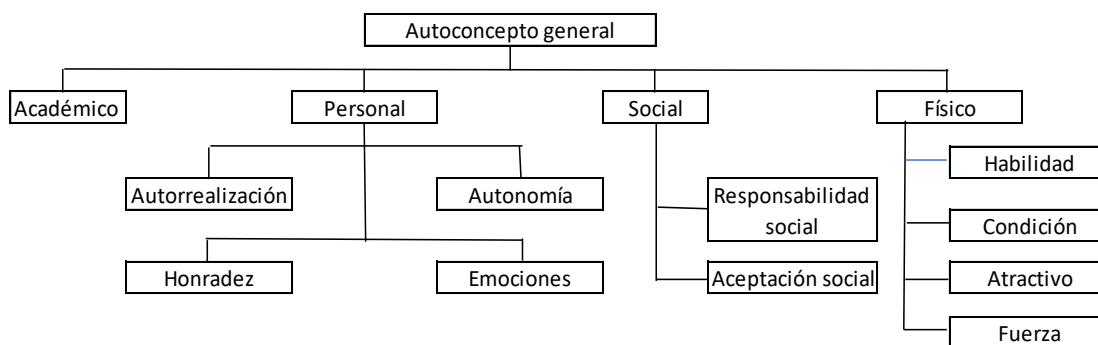 Autoconcepto general
Académico
Personal
Social
Físico
Autorrealización
Autonomía
Honradez
Emociones
Responsabilidad
social
Aceptación social
Habilidad
Condición
Atractivo
Fuerza